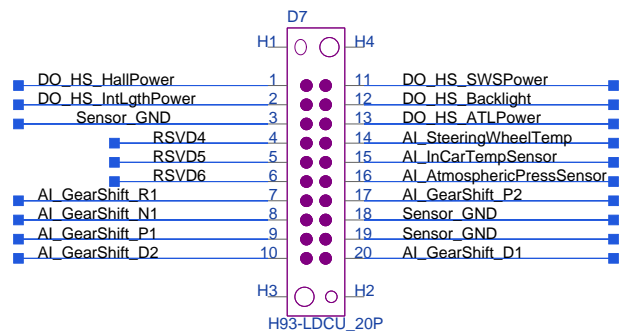 D7
H1 H4
DO_HS_HallPower 1 11 DO_HS_SWSPower
DO_HS_IntLgthPower 2 12 DO_HS_Backlight
Sensor_GND 3 13 DO_HS_ATLPower
RSVD4 4 14 AI_SteeringWheelTemp
RSVD5 5 15 AI_InCarTempSensor
RSVD6 6 16 AI_AtmosphericPressSensor
AI_GearShift_R1 7 17 AI_GearShift_P2
AI_GearShift_N1 8 18 Sensor_GND
AI_GearShift_P1 9 19 Sensor_GND
AI_GearShift_D2 10 20 AI_GearShift_D1
H3 H2
H93-LDCU_20P